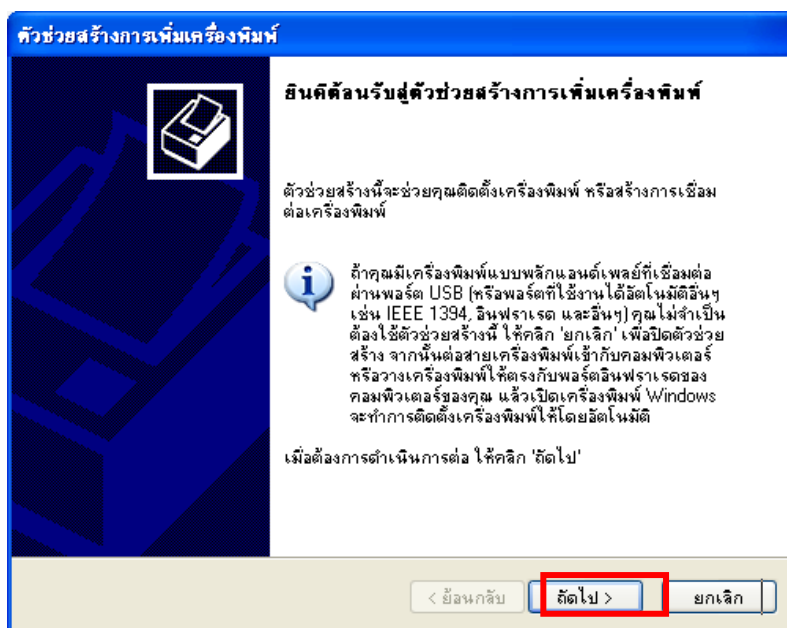 ตัวช่วยสร้างการเพิ่มเครื่องพิมพ์
ยินดีต้อนรับสู่ตัวช่วยสร้างการเพิ่มเครื่องพิมพ์
ตัวช่วยสร้างนี้จะช่วยคุณติดตั้งเครื่องพิมพ์ หรือสร้างการเชื่อม
ต่อเครื่องพิมพ์
ถ้าคุณมีเครื่องพิมพ์แบบพลักแอนด์เพลย์ที่เชื่อมต่อ
ผ่านพอร์ต USB (หรือพอร์ตที่ใช้งานได้อัตโนมัติอื่นๆ
เช่น IEEE 1394, อินฟราเรด และอื่นๆ) คุณไม่จำเป็น
ต้องใช้ตัวช่วยสร้างนี้ ให้คลิก 'ยกเลิก' เพื่อปิดตัวช่วย
สร้าง จากนั้นต่อสายเครื่องพิมพ์เข้ากับคอมพิวเตอร์
หรือวางเครื่องพิมพ์ให้ตรงกับพอร์ตอินฟราเรดของ
คอมพิวเตอร์ของคุณ แล้วเปิดเครื่องพิมพ์ Windows
จะทำการติดตั้งเครื่องพิมพ์ให้โดยอัตโนมัติ
เมื่อต้องการดำเนินการต่อ ให้คลิก 'ถัดไป'
< ย้อนกลับ ถัดไป > ยกเลิก